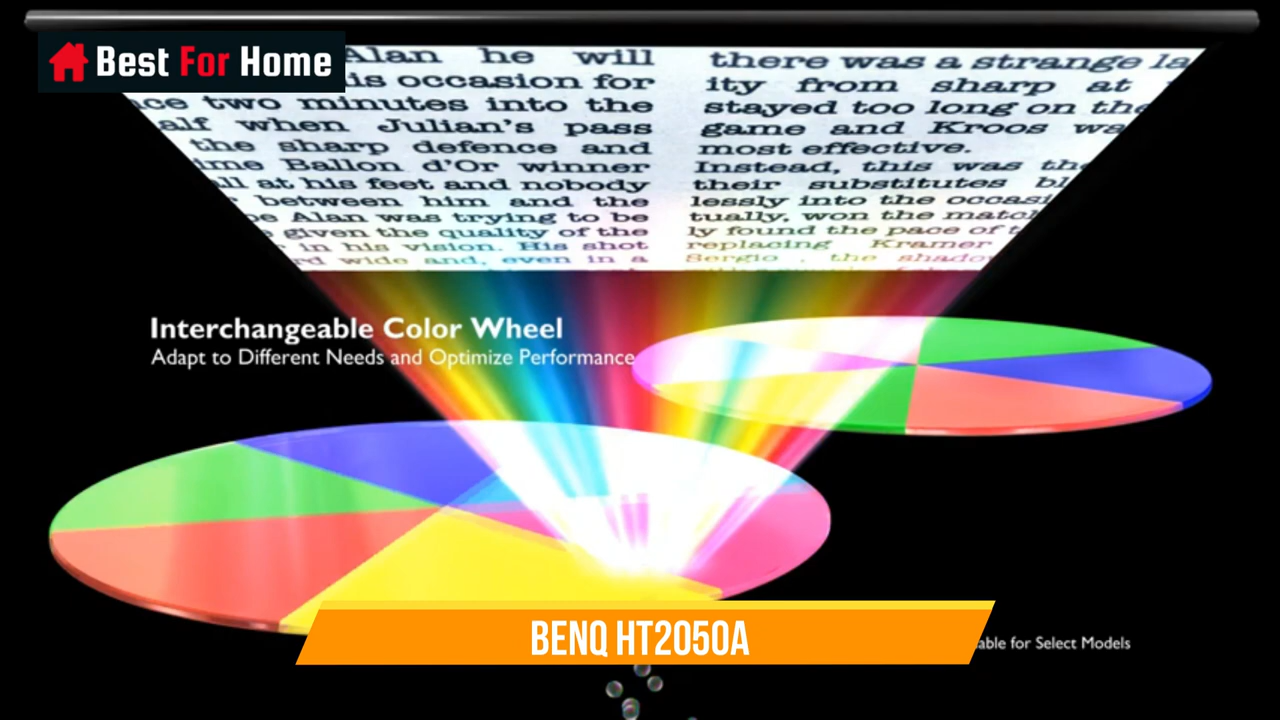 Best For Home
Alan he will
is occasion for
two minutes into the
when Julian's pass
the sharp defence and
Ballon d'Or winner
at his feet and nobody
between him and the
Alan was trying to be
given the quality of the
in his vision. His shot
wide and, even in a
there was a strange la
ity from sharp at
stayed too long on the
game and Kroos wa
most effective.
Instead, this was the
their substitutes bl
lessly into the occasi
tually, won the match
ly found the pace of t
replacing Kramer
Sergio , the shado
Interchangeable Color Wheel
Adapt to Different Needs and Optimize Performance
BENQ HT2050A
able for Select Models